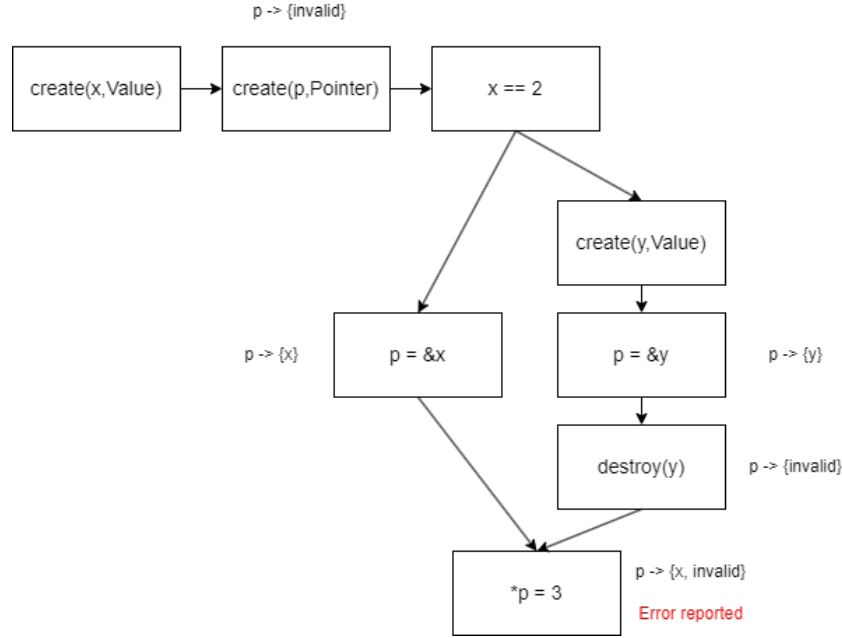 p -> {invalid}
create(x,Value)
create(p,Pointer)
x == 2
create(y,Value)
p -> {x}
p = &x
p = &y
p -> {y}
destroy(y)
p -> {invalid}
*p = 3
p -> {x, invalid}
Error reported